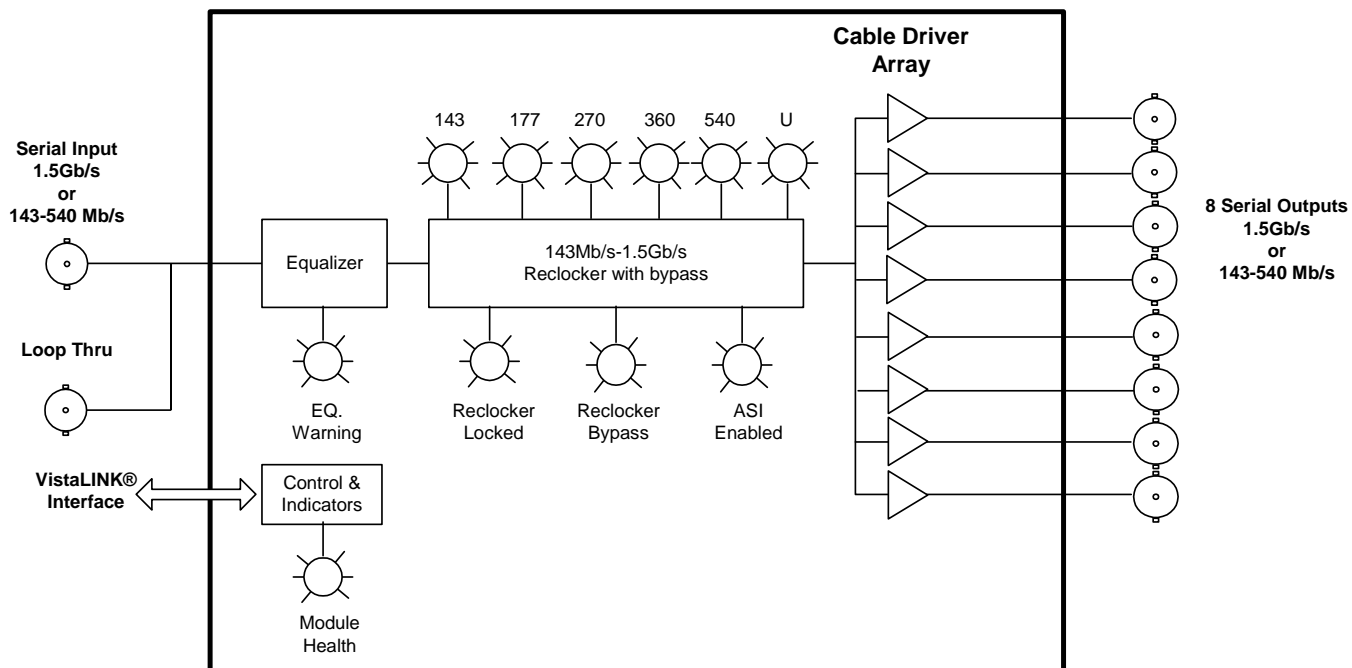 Cable Driver
Array
143
177
270
360
540
U
Serial Input
1.5Gb/s
or
143-540 Mb/s
Equalizer
143Mb/s-1.5Gb/s
Reclocker with bypass
8 Serial Outputs
1.5Gb/s
or
143-540 Mb/s
Loop Thru
EQ.
Warning
Reclocker
Locked
Reclocker
Bypass
ASI
Enabled
VistaLINK®
Interface
Control &
Indicators
Module
Health